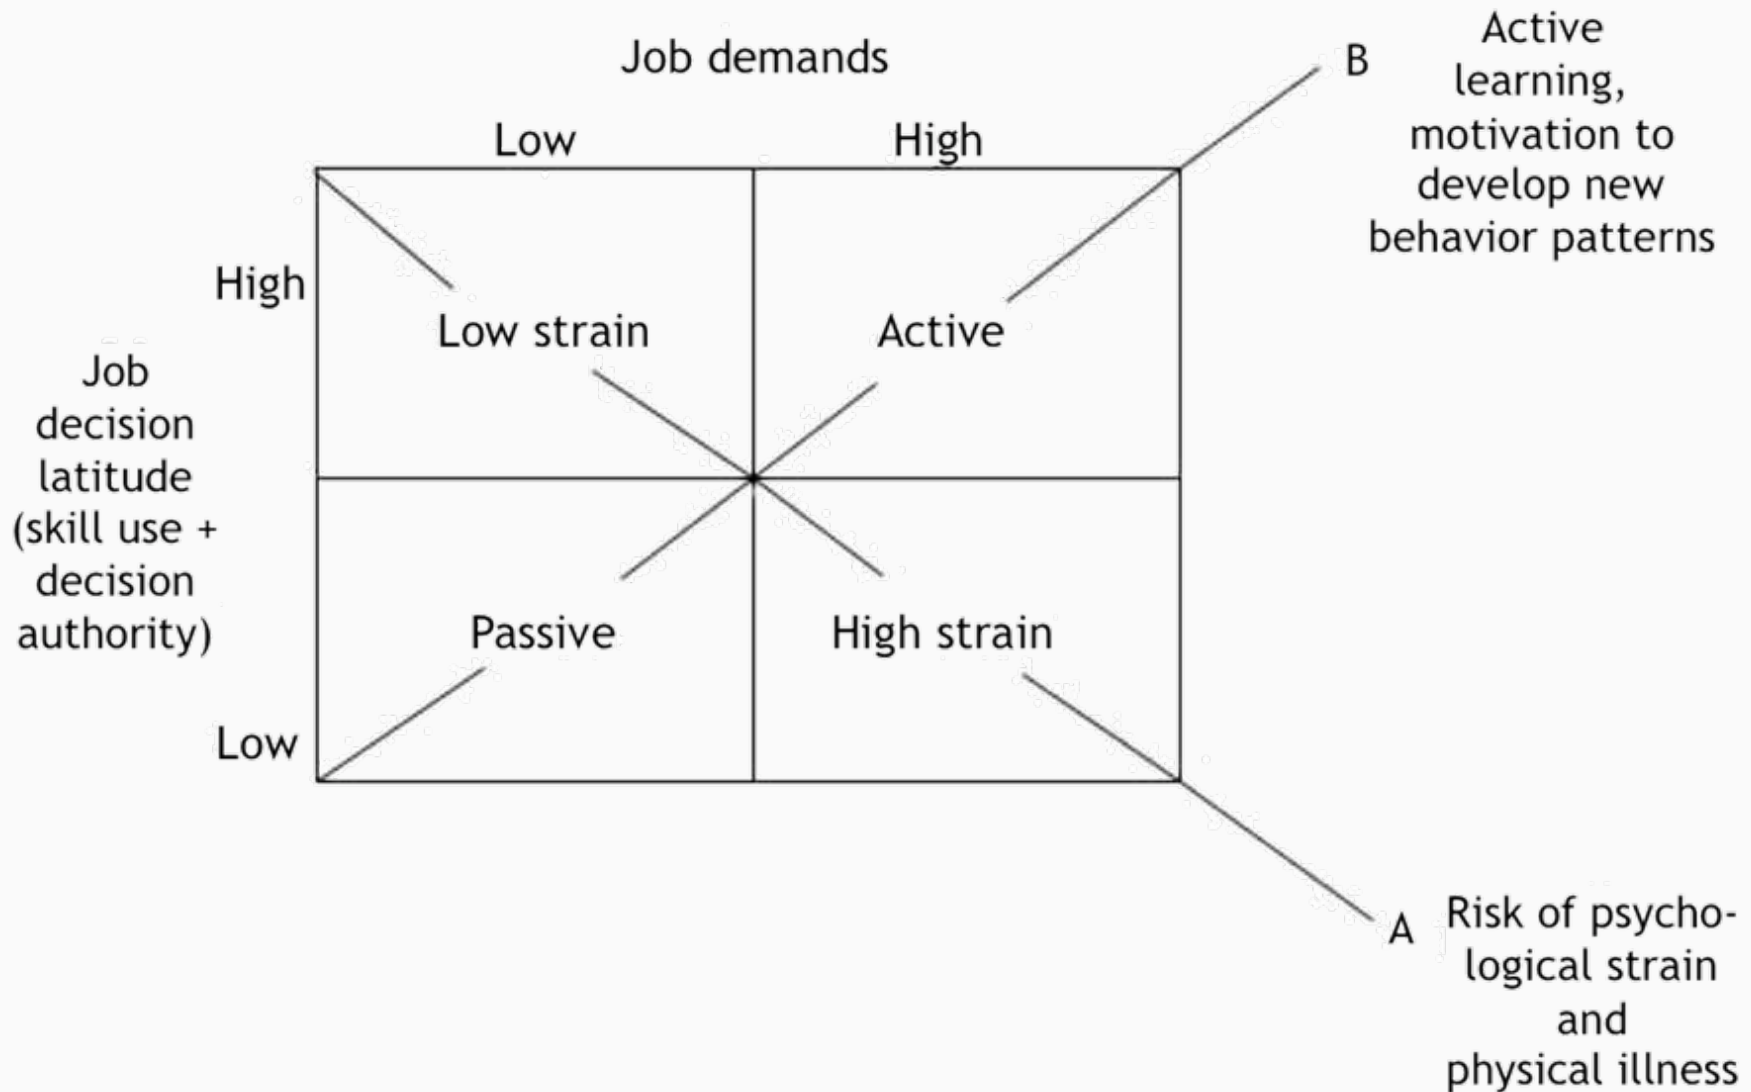 Job demands
Low
High
B
Active
learning,
motivation to
develop new
behavior patterns
High
Low strain
Active
Job
decision
latitude
(skill use +
decision
authority)
Passive
High strain
Low
A
Risk of psycho-
logical strain
and
physical illness